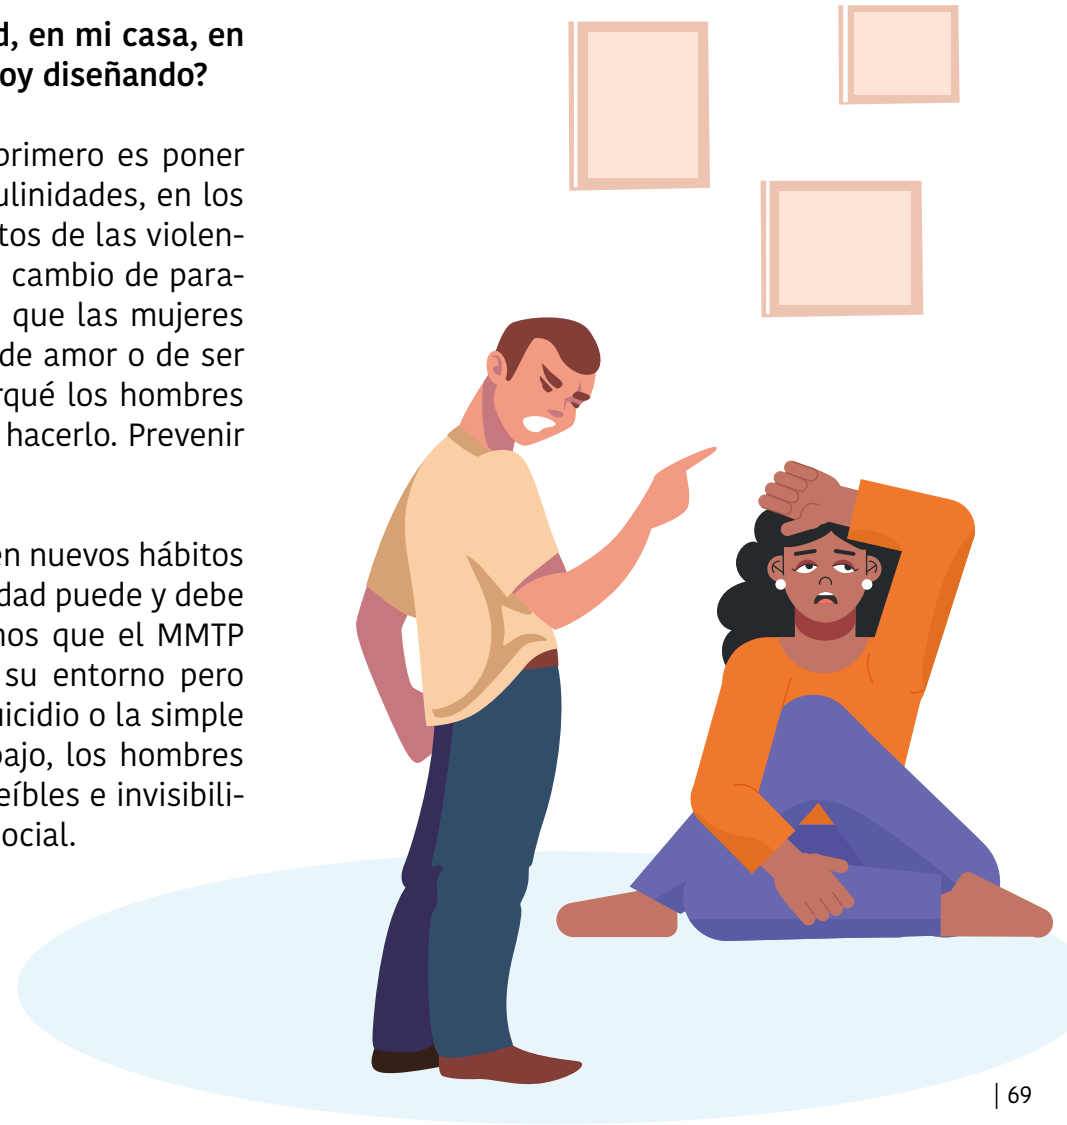 d, en mi casa, en
oy diseñando?
primero es poner
ulinidades, en los
tos de las violen-
cambio de para-
que las mujeres
de amor o de ser
rqué los hombres
hacerlo. Prevenir
en nuevos hábitos
dad puede y debe
nos que el MMTP
su entorno pero
uicidio o la simple
bajo, los hombres
eíbles e invisibili-
ocial.
| 69